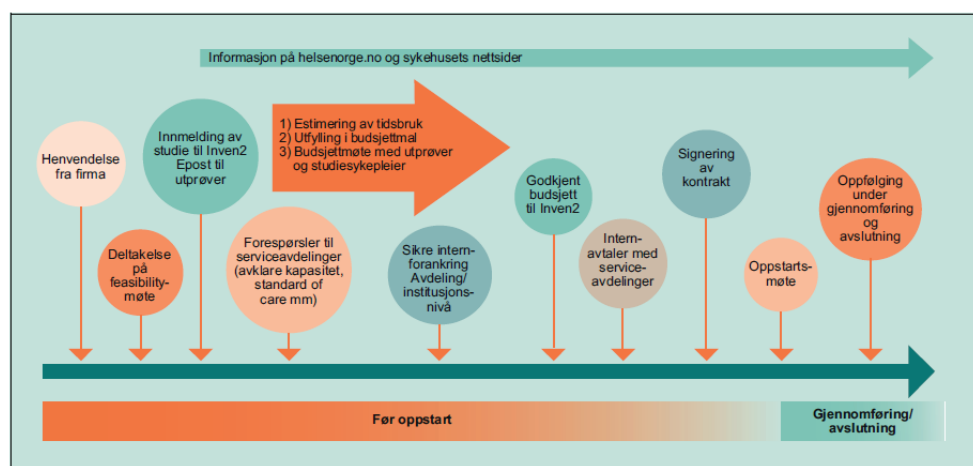 Informasjon på helsenorge.no og sykehusets nettsider
Henvendelse
fra firma
Deltakelse
på
feasibility-
møte
Innmelding av
studie til Inven2
Epost til
utprøver
1) Estimering av tidsbruk
2) Utfylling i budsjettmal
3) Budsjettmøte med utprøver
og studiesykepleier
Forespørsler til
serviceavdelinger
(avklare kapasitet,
standard of
care mm)
Sikre intern-
forankring
Avdeling/
institusjons-
nivå
Godkjent
budsjett
til Inven2
Intern-
avtaler med
service-
avdelinger
Signering
av
kontrakt
Oppstarts-
møte
Oppfølging
under
gjennomføring
og
avslutning
Før oppstart
Gjennomføring/
avslutning